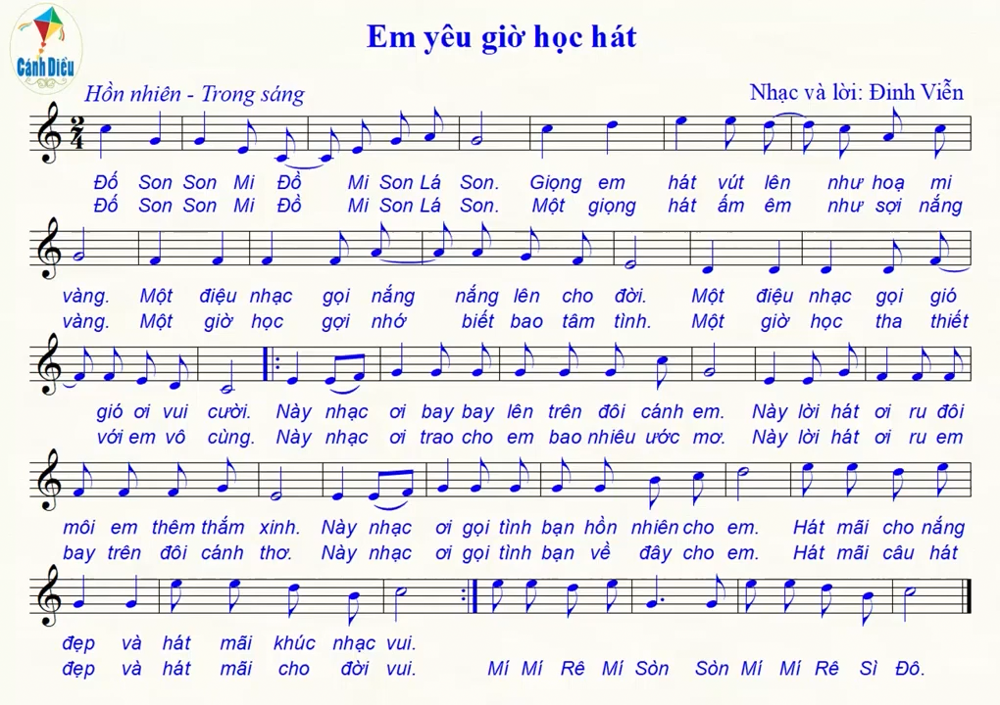 Cánh Diều
Em yêu giờ học hát
Hồn nhiên - Trong sáng
Nhạc và lời: Đinh Viễn
2
4
Đố Son Son Mi Đồ Mi Son Lá Son. Giọng em hát vút lên như hoạ mi
Đố Son Son Mi Đồ Mi Son Lá Son. Một giọng hát ấm êm như sợi nắng
vàng. Một điệu nhạc gọi nắng nắng lên cho đời. Một điệu nhạc gọi gió
vàng. Một giờ học gợi nhớ biết bao tâm tình. Một giờ học tha thiết
gió ơi vui cười. Này nhạc ơi bay bay lên trên đôi cánh em. Này lời hát ơi ru đôi
với em vô cùng. Này nhạc ơi trao cho em bao nhiêu ước mơ. Này lời hát ơi ru em
môi em thêm thắm xinh. Này nhạc ơi gọi tình bạn hồn nhiên cho em. Hát mãi cho nắng
bay trên đôi cánh thơ. Này nhạc ơi gọi tình bạn về đây cho em. Hát mãi câu hát
đẹp và hát mãi khúc nhạc vui.
đẹp và hát mãi cho đời vui. Mí Mí Rê Mí Sòn Sòn Mí Mí Rê Sì Đô.